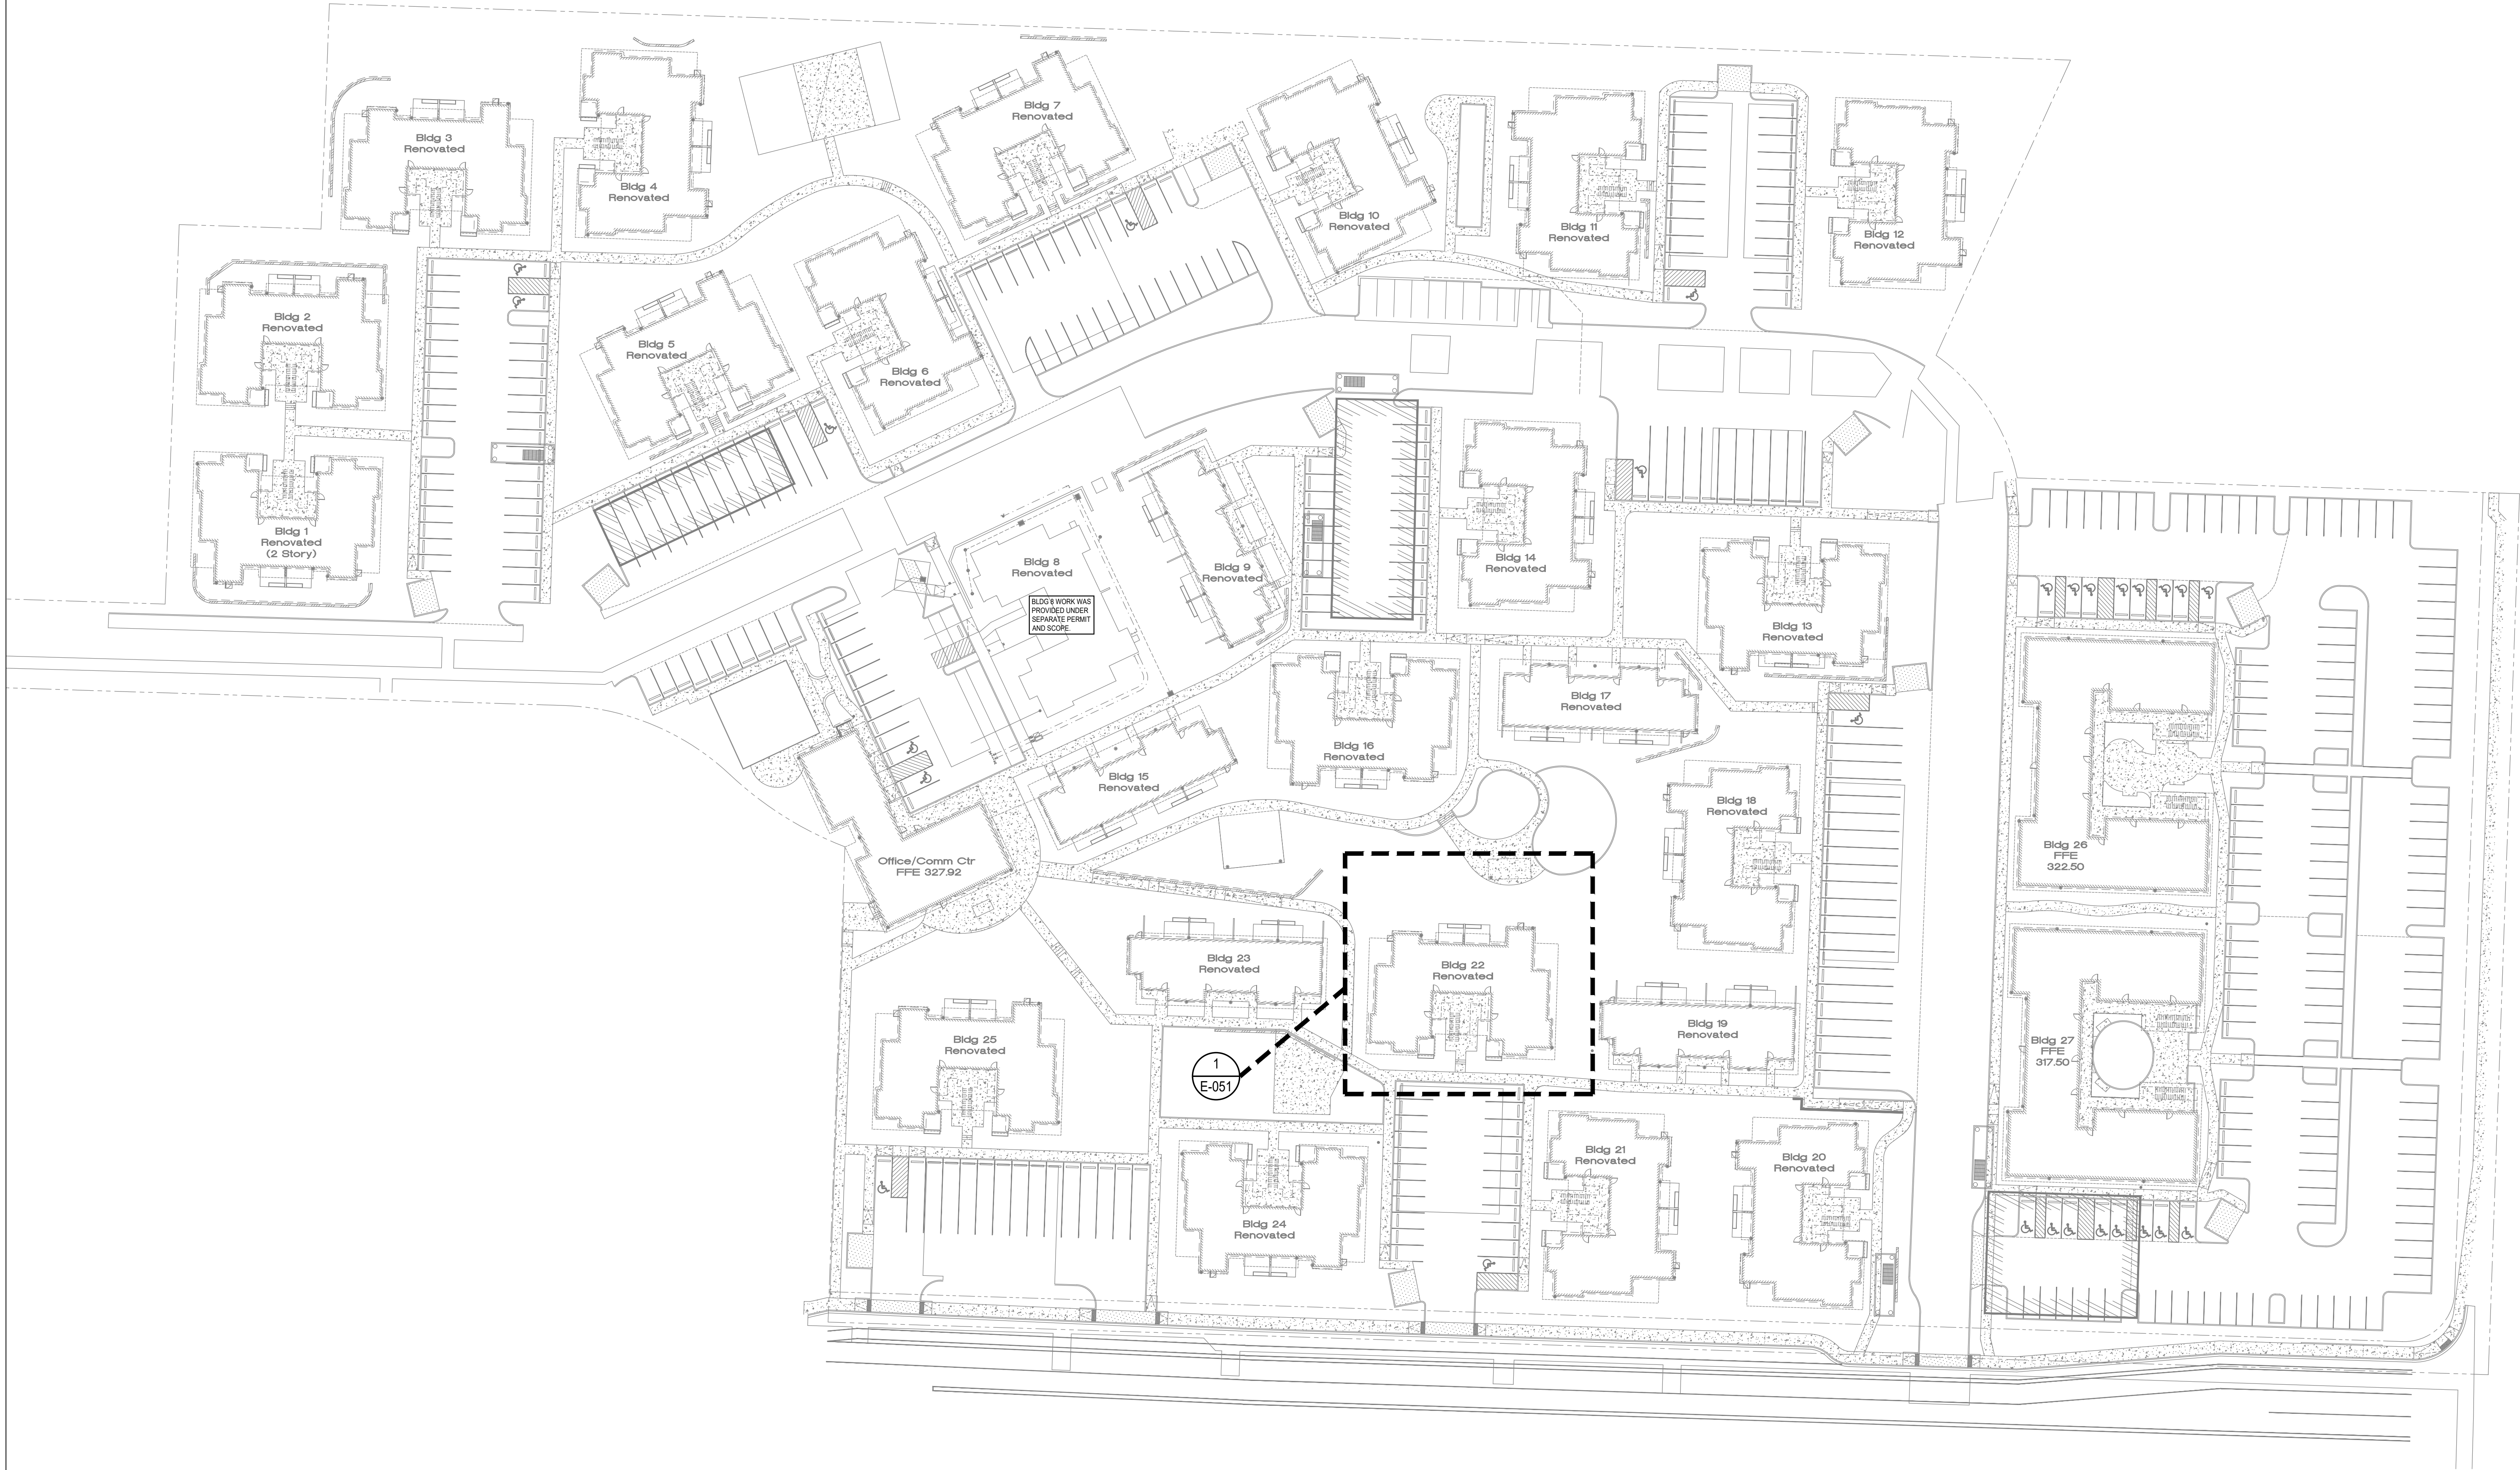 Bldg 3
Renovated
Bldg 4
Renovated
Bldg 7
Renovated
Bldg 10
Renovated
Bldg 11
Renovated
Bldg 12
Renovated
Bldg 2
Renovated
Bldg 5
Renovated
Bldg 6
Renovated
Bldg 1
Renovated
(2 Story)
Bldg 8
Renovated
BLDG 8 WORK WAS
PROVIDED UNDER
SEPARATE PERMIT
AND SCOPE.
Bldg 9
Renovated
Bldg 14
Renovated
Bldg 13
Renovated
Bldg 17
Renovated
Bldg 16
Renovated
Bldg 15
Renovated
Bldg 18
Renovated
Office/Comm Ctr
FFE 327.92
Bldg 26
FFE
322.50
Bldg 23
Renovated
Bldg 22
Renovated
Bldg 19
Renovated
Bldg 25
Renovated
Bldg 27
FFE
317.50
1
E-051
Bldg 21
Renovated
Bldg 20
Renovated
Bldg 24
Renovated